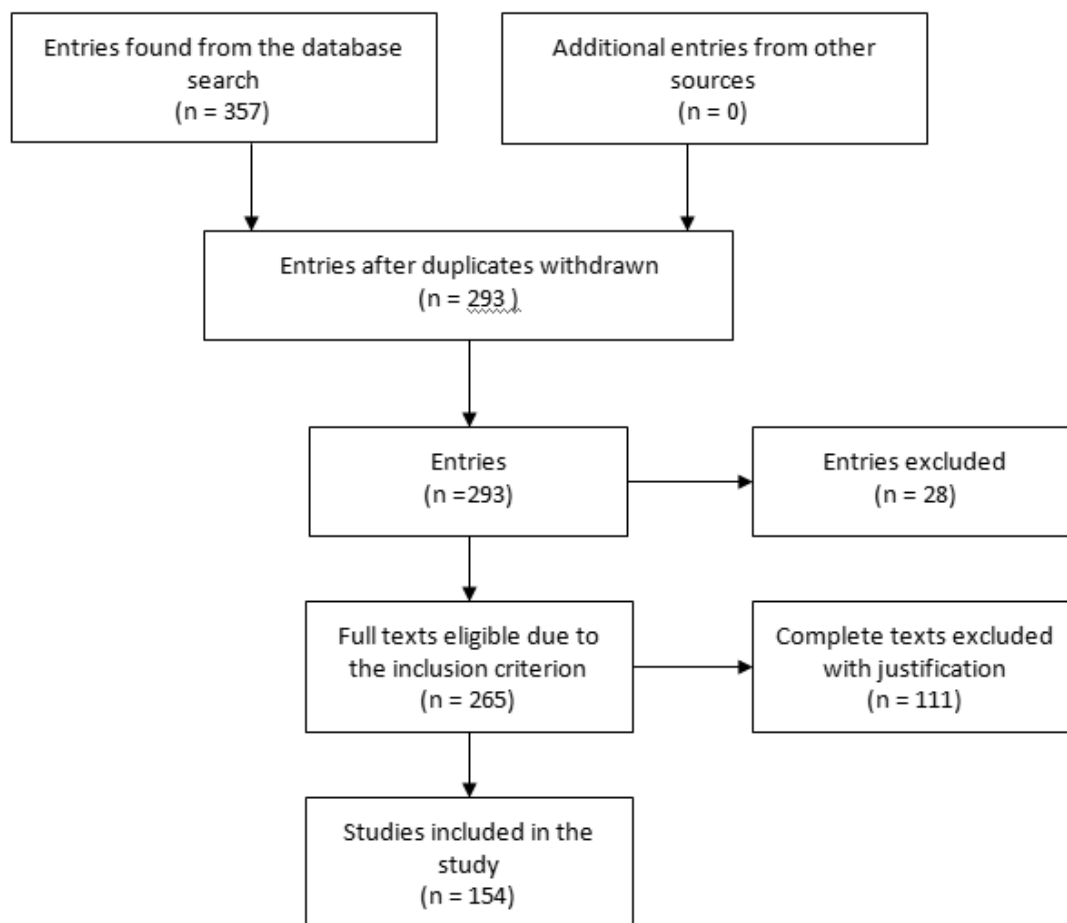 Entries found from the database
search
(n = 357)
Additional entries from other
sources
(n = 0)
Entries after duplicates withdrawn
(n = 293 )
Entries
(n =293)
Entries excluded
(n = 28)
Full texts eligible due to
the inclusion criterion
(n = 265)
Complete texts excluded
with justification
(n = 111)
Studies included in the
study
(n = 154)